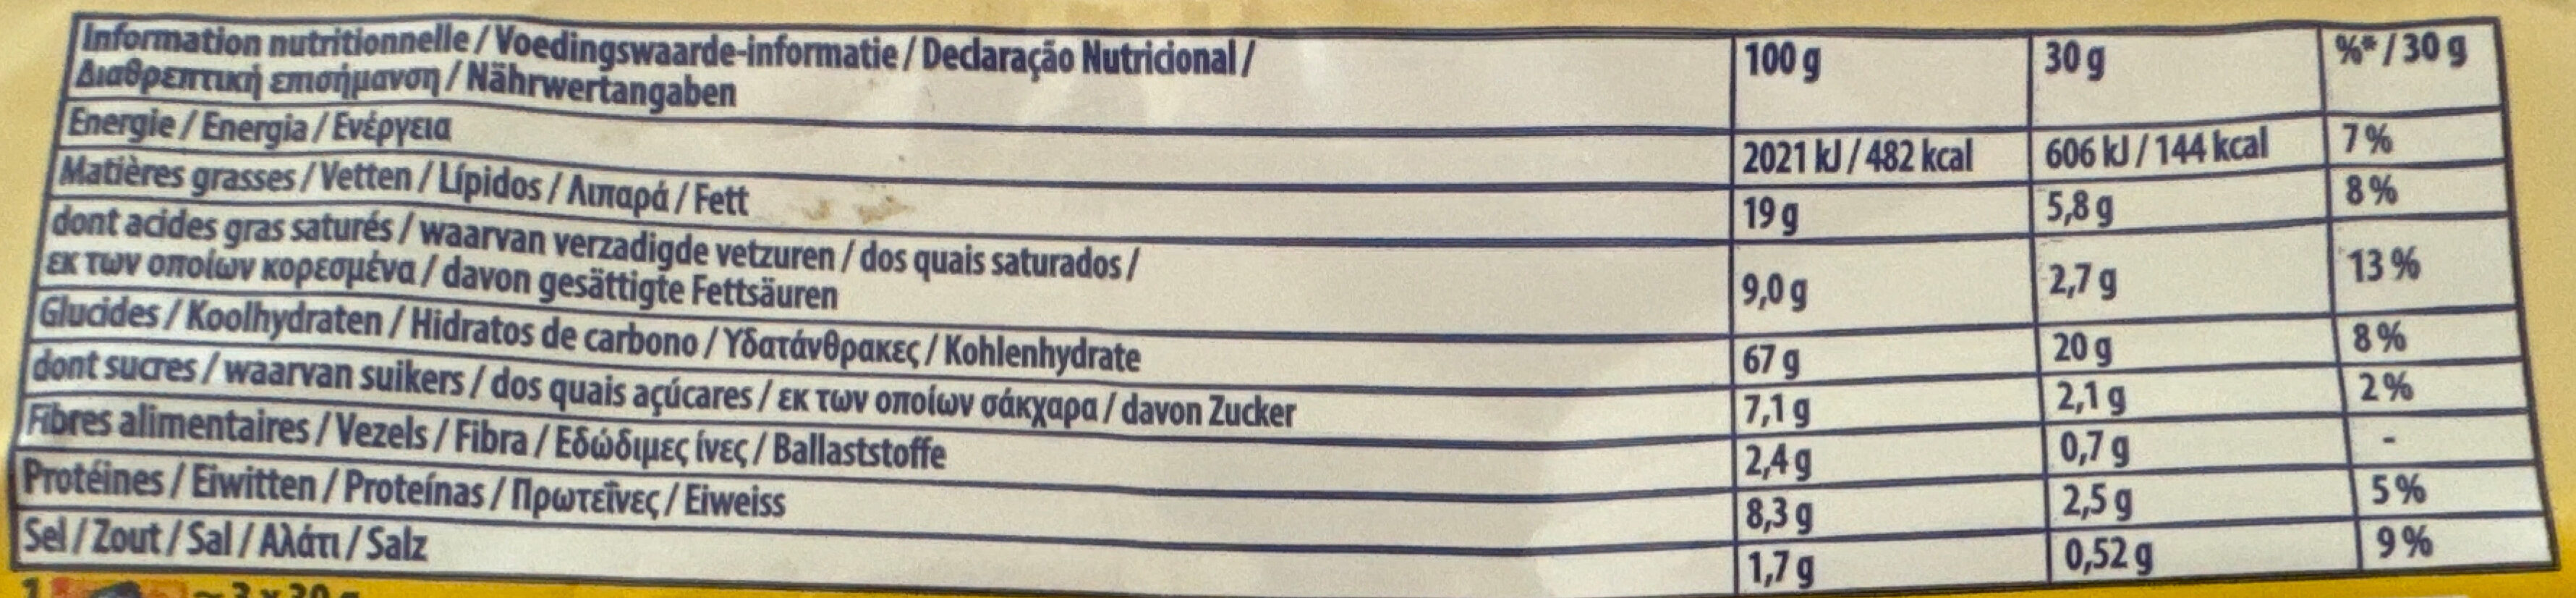 Information nutritionnelle / Voedingswaarde-informatie / Declaração Nutricional /
Διαθρεπτική επισήμανση / Nährwertangaben 100 g 30 g %* / 30 g
Energie / Energia / Ενέργεια 2021 kJ / 482 kcal 606 kJ / 144 kcal 7 %
Matières grasses / Vetten / Lípidos / Λιπαρά / Fett 19 g 5,8 g 8 %
dont acides gras saturés / waarvan verzadigde vetzuren / dos quais saturados /
εκ των οποίων κορεσμένα / davon gesättigte Fettsäuren 9,0 g 2,7 g 13 %
Glucides / Koolhydraten / Hidratos de carbono / Υδατάνθρακες / Kohlenhydrate 67 g 20 g 8 %
dont sucres / waarvan suikers / dos quais açúcares / εκ των οποίων σάκχαρα / davon Zucker 7,1 g 2,1 g 2 %
Fibres alimentaires / Vezels / Fibra / Εδώδιμες ίνες / Ballaststoffe 2,4 g 0,7 g -
Protéines / Eiwitten / Proteínas / Πρωτεΐνες / Eiweiss 8,3 g 2,5 g 5 %
Sel / Zout / Sal / Αλάτι / Salz 1,7 g 0,52 g 9 %